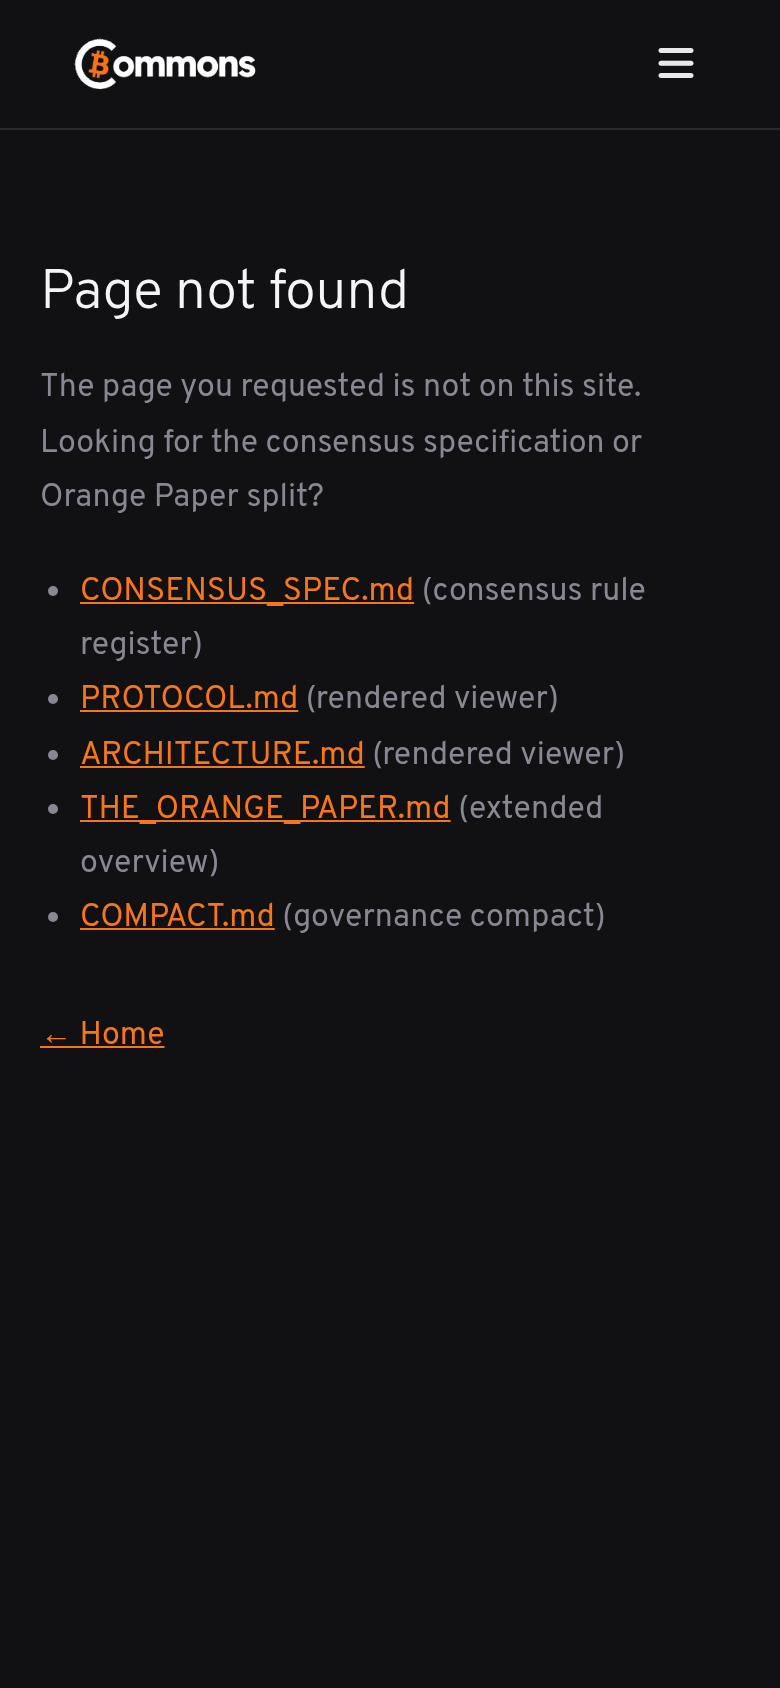 ₿ommons
Page not found
The page you requested is not on this site.
Looking for the consensus specification or
Orange Paper split?
• CONSENSUS_SPEC.md (consensus rule
register)
• PROTOCOL.md (rendered viewer)
• ARCHITECTURE.md (rendered viewer)
• THE_ORANGE_PAPER.md (extended
overview)
• COMPACT.md (governance compact)
← Home